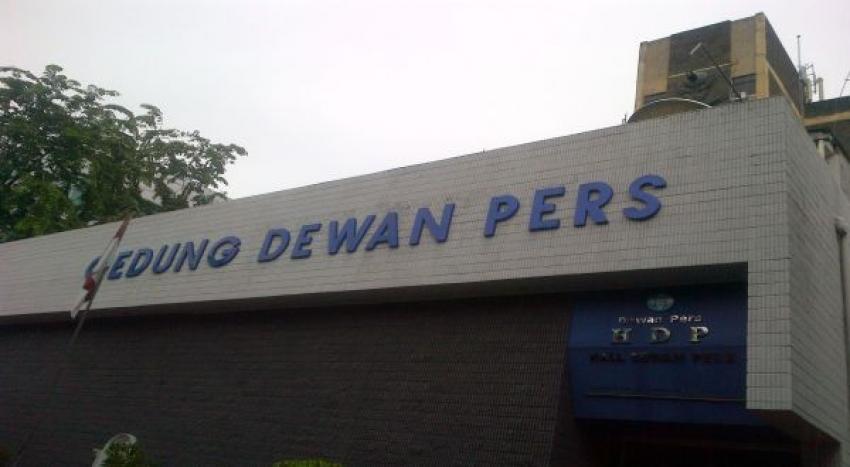 GEDUNG DEWAN PERS
Dewan Pers
HDP
HALL DEWAN PERS